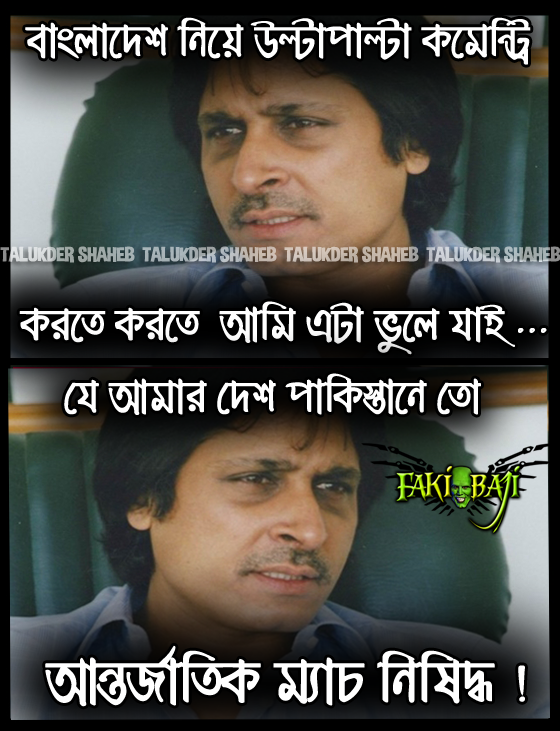 বাংলাদেশ নিয়ে উল্টাপাল্টা কমেন্ট্রি
TALUKDER SHAHEB TALUKDER SHAHEB TALUKDER SHAHEB TALUKDER SHAHEB
করতে করতে আমি এটা ভুলে যাই ...
যে আমার দেশ পাকিস্তানে তো
FAKIBAJI
আন্তর্জাতিক ম্যাচ নিষিদ্ধ !